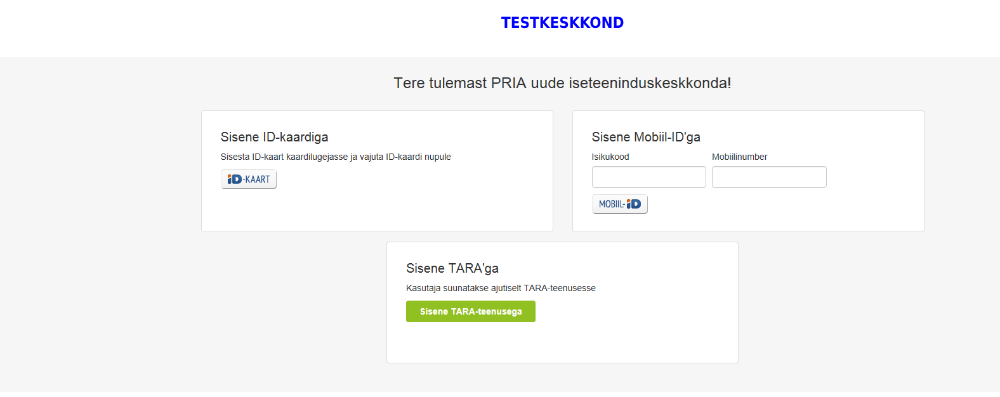 TESTKESKKOND
Tere tulemast PRIA uude iseteeninduskeskkonda!
Sisene ID-kaardiga
Sisesta ID-kaart kaardilugejasse ja vajuta ID-kaardi nupule
iD-KAART
Sisene Mobiil-ID'ga
Isikukood Mobiilinumber
MOBIIL-iD
Sisene TARA'ga
Kasutaja suunatakse ajutiselt TARA-teenusesse
Sisene TARA-teenusega